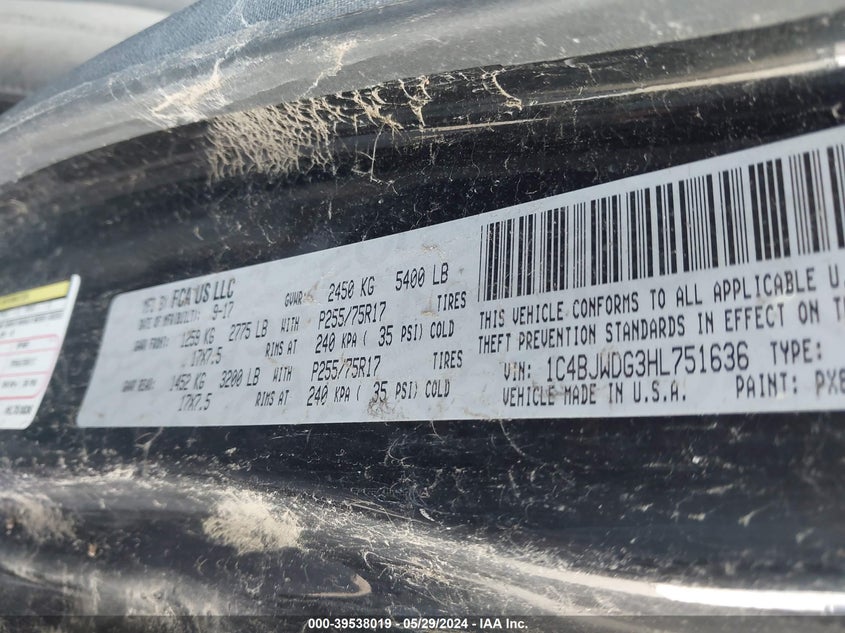 MFD BY FCA US LLC
DATE OF MFR(BUILT): 9-17 GVWR: 2450 KG 5400 LB
GAWR FRONT: 1259 KG 2775 LB WITH P255/75R17 TIRES
17X7.5 RIMS AT 240 KPA ( 35 PSI) COLD
GAWR REAR: 1452 KG 3200 LB WITH P255/75R17 TIRES
17X7.5 RIMS AT 240 KPA ( 35 PSI) COLD
THIS VEHICLE CONFORMS TO ALL APPLICABLE
THEFT PREVENTION STANDARDS IN EFFECT ON
VIN: 1C4BJWDG3HL751636 TYPE:
VEHICLE MADE IN U.S.A. PAINT:
000-39538019 - 05/29/2024 - IAA Inc.